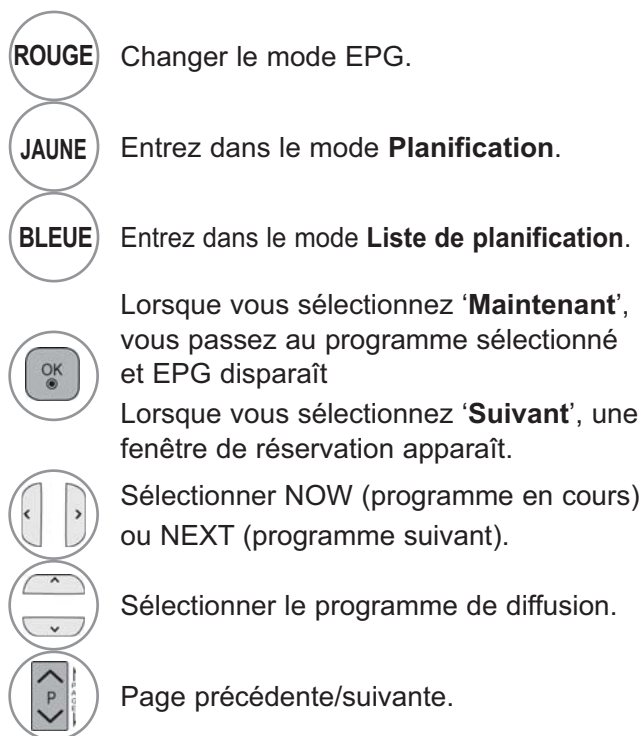 ROUGE Changer le mode EPG.
JAUNE Entrez dans le mode Planification.
BLEUE Entrez dans le mode Liste de planification.
Lorsque vous sélectionnez ‘Maintenant’,
vous passez au programme sélectionné
OK et EPG disparaît
Lorsque vous sélectionnez ‘Suivant’, une
fenêtre de réservation apparaît.
Sélectionner NOW (programme en cours)
ou NEXT (programme suivant).
Sélectionner le programme de diffusion.
P PAGE Page précédente/suivante.